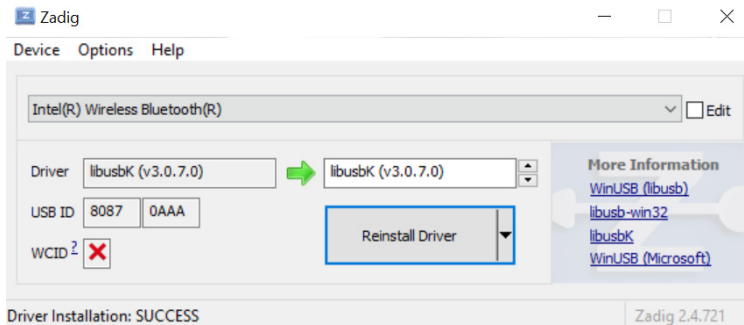 Zadig
Device Options Help
Intel(R) Wireless Bluetooth(R)
Edit
Driver libusbK (v3.0.7.0) libusbK (v3.0.7.0)
USB ID 8087 0AAA
WCID ?
Reinstall Driver
More Information
WinUSB (libusb)
libusb-win32
libusbK
WinUSB (Microsoft)
Driver Installation: SUCCESS
Zadig 2.4.721